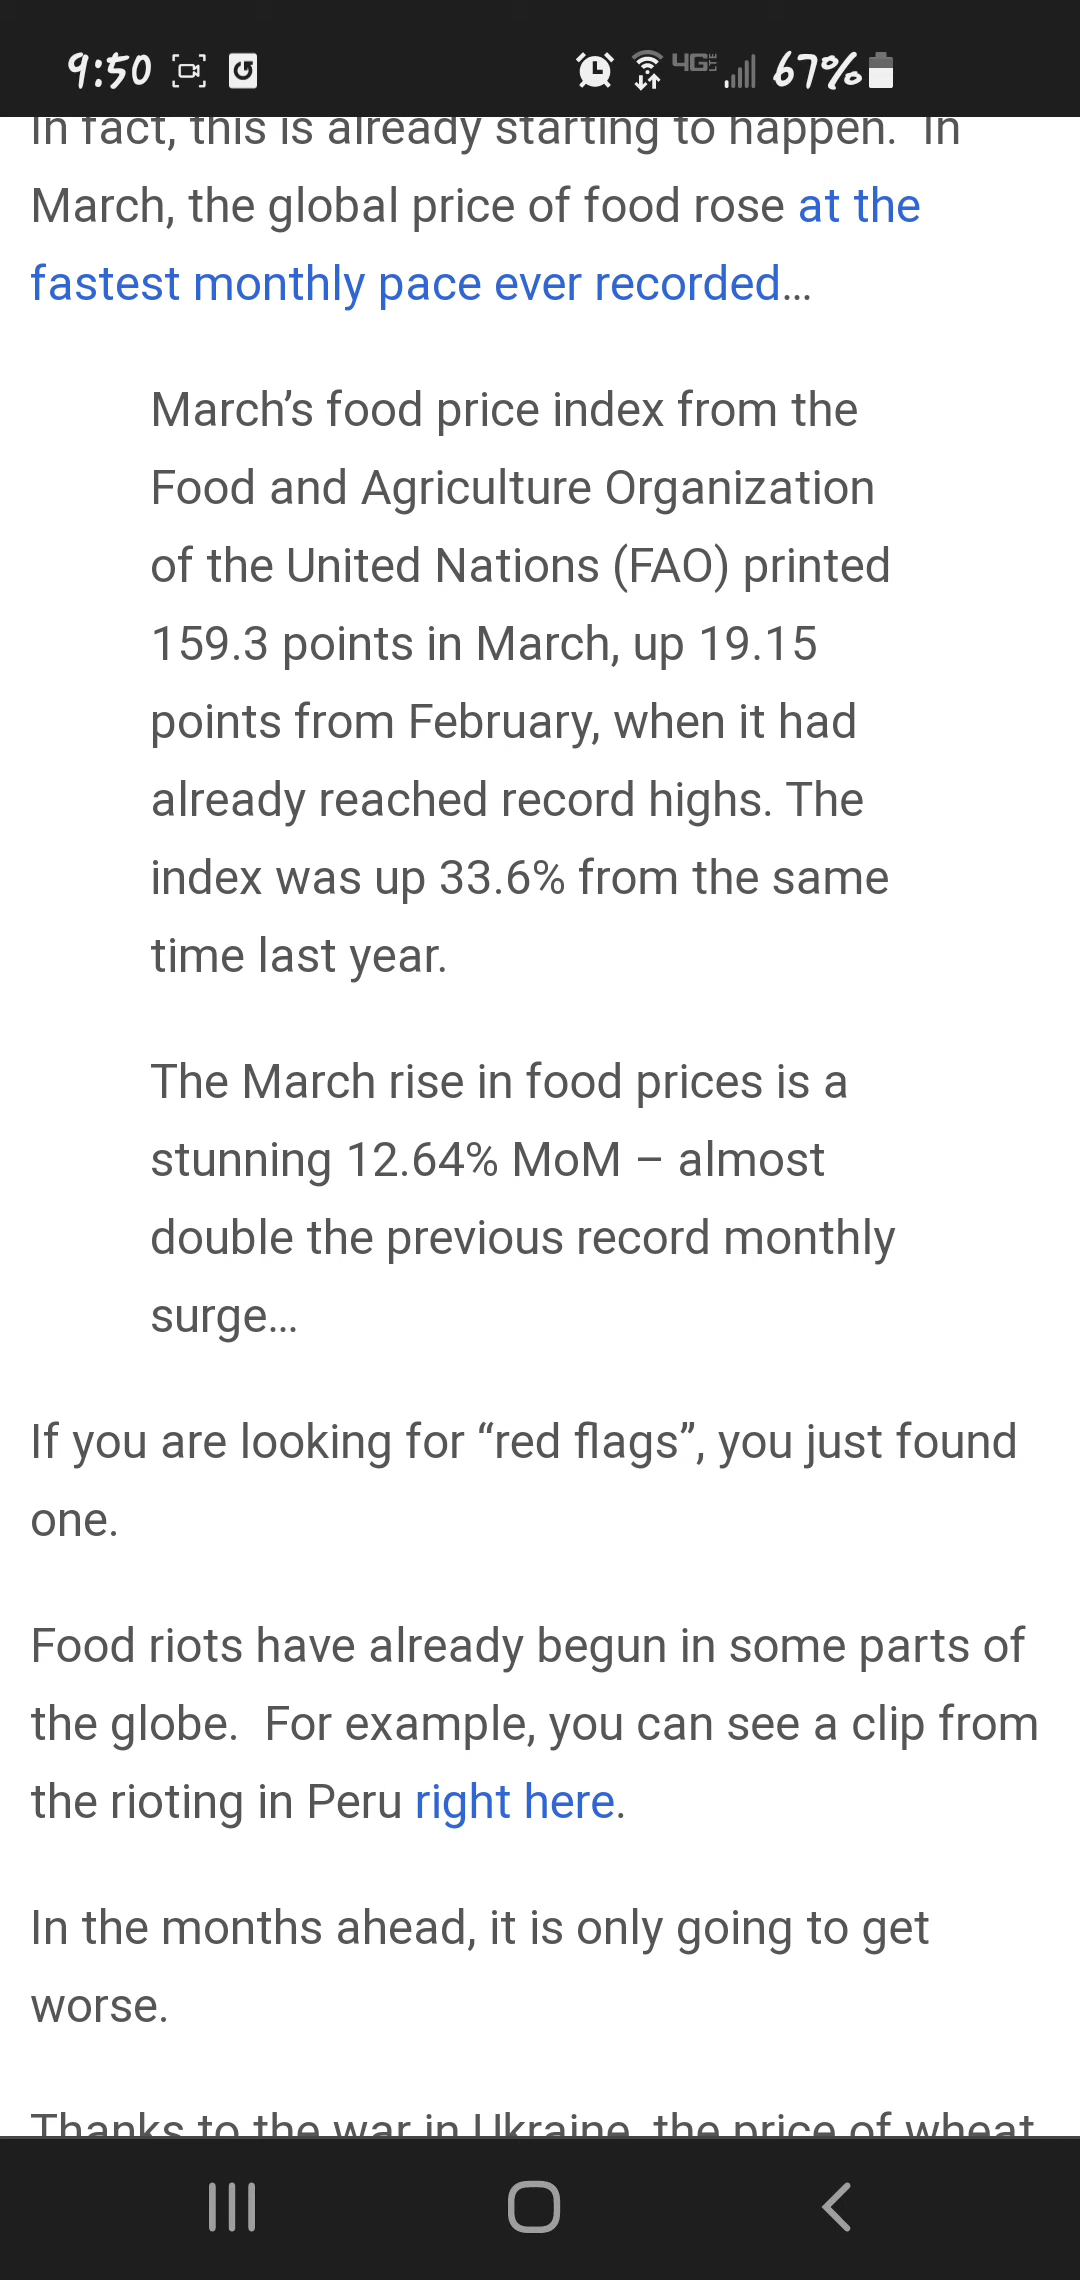 9:50 4G LTE 67%
In fact, this is already starting to happen.  In
March, the global price of food rose at the
fastest monthly pace ever recorded…
March’s food price index from the
Food and Agriculture Organization
of the United Nations (FAO) printed
159.3 points in March, up 19.15
points from February, when it had
already reached record highs. The
index was up 33.6% from the same
time last year.
The March rise in food prices is a
stunning 12.64% MoM – almost
double the previous record monthly
surge…
If you are looking for “red flags”, you just found
one.
Food riots have already begun in some parts of
the globe.  For example, you can see a clip from
the rioting in Peru right here.
In the months ahead, it is only going to get
worse.
Thanks to the war in Ukraine, the price of wheat